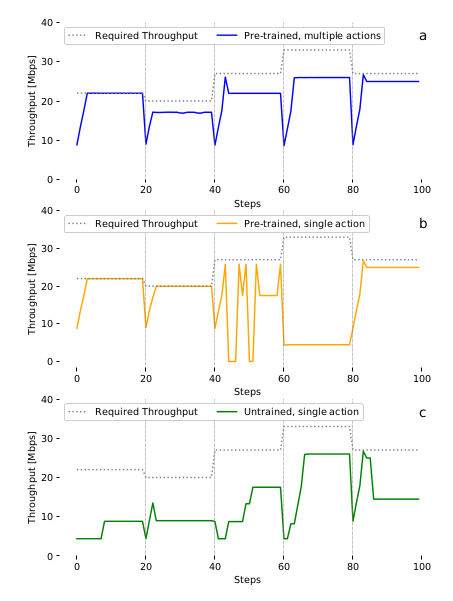 40
Required Throughput Pre-trained, multiple actions a
30
20
10
0
Throughput [Mbps]
0 20 40 60 80 100
Steps
40
Required Throughput Pre-trained, single action b
30
20
10
0
Throughput [Mbps]
0 20 40 60 80 100
Steps
40
Required Throughput Untrained, single action c
30
20
10
0
Throughput [Mbps]
0 20 40 60 80 100
Steps